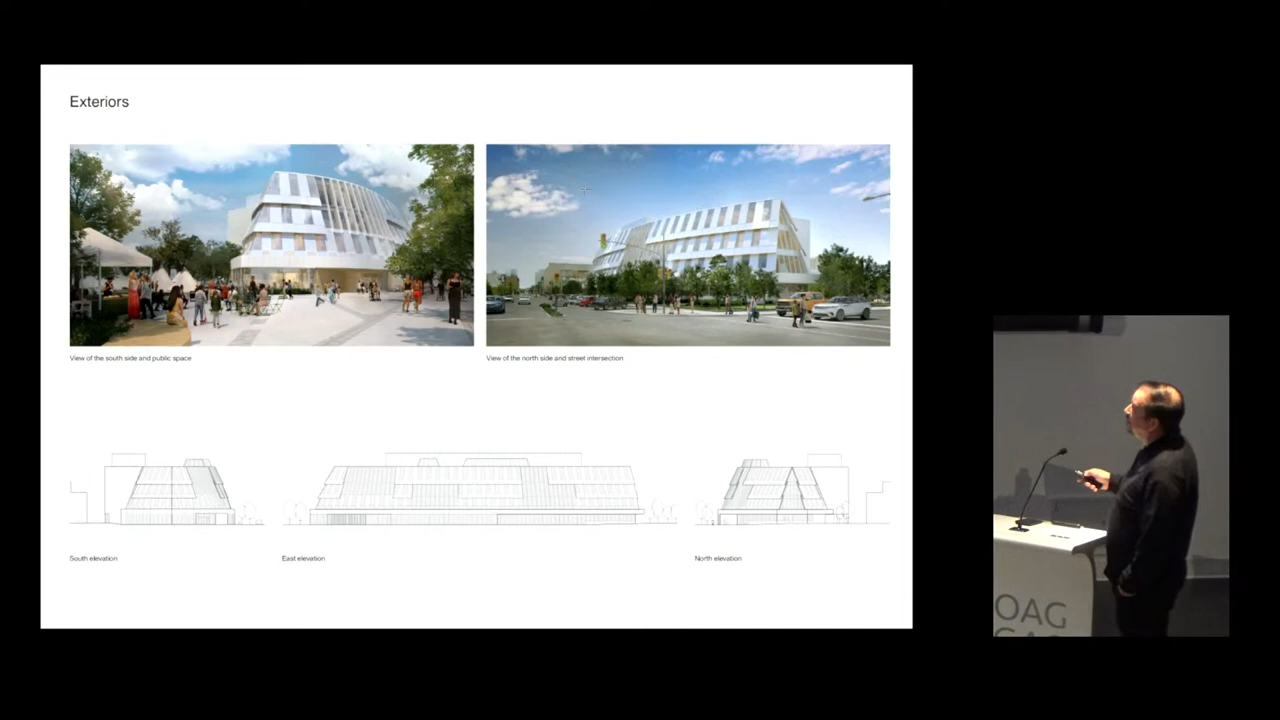 Exteriors
View of the south side and public space
View of the north side and street intersection
South elevation
East elevation
North elevation
OAG